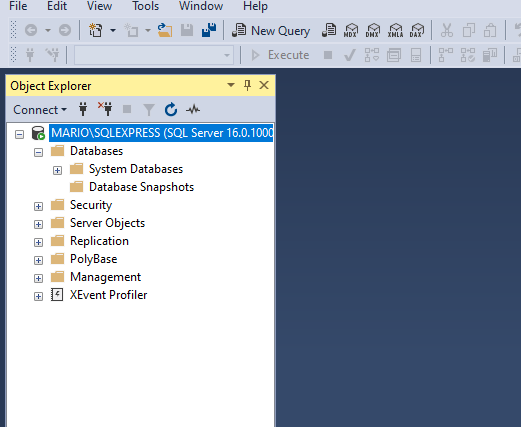 File Edit View Tools Window Help
New Query MDX DMX XMLA DAX
Execute
Object Explorer
Connect
MARIO\SQLEXPRESS (SQL Server 16.0.1000
Databases
System Databases
Database Snapshots
Security
Server Objects
Replication
PolyBase
Management
XEvent Profiler